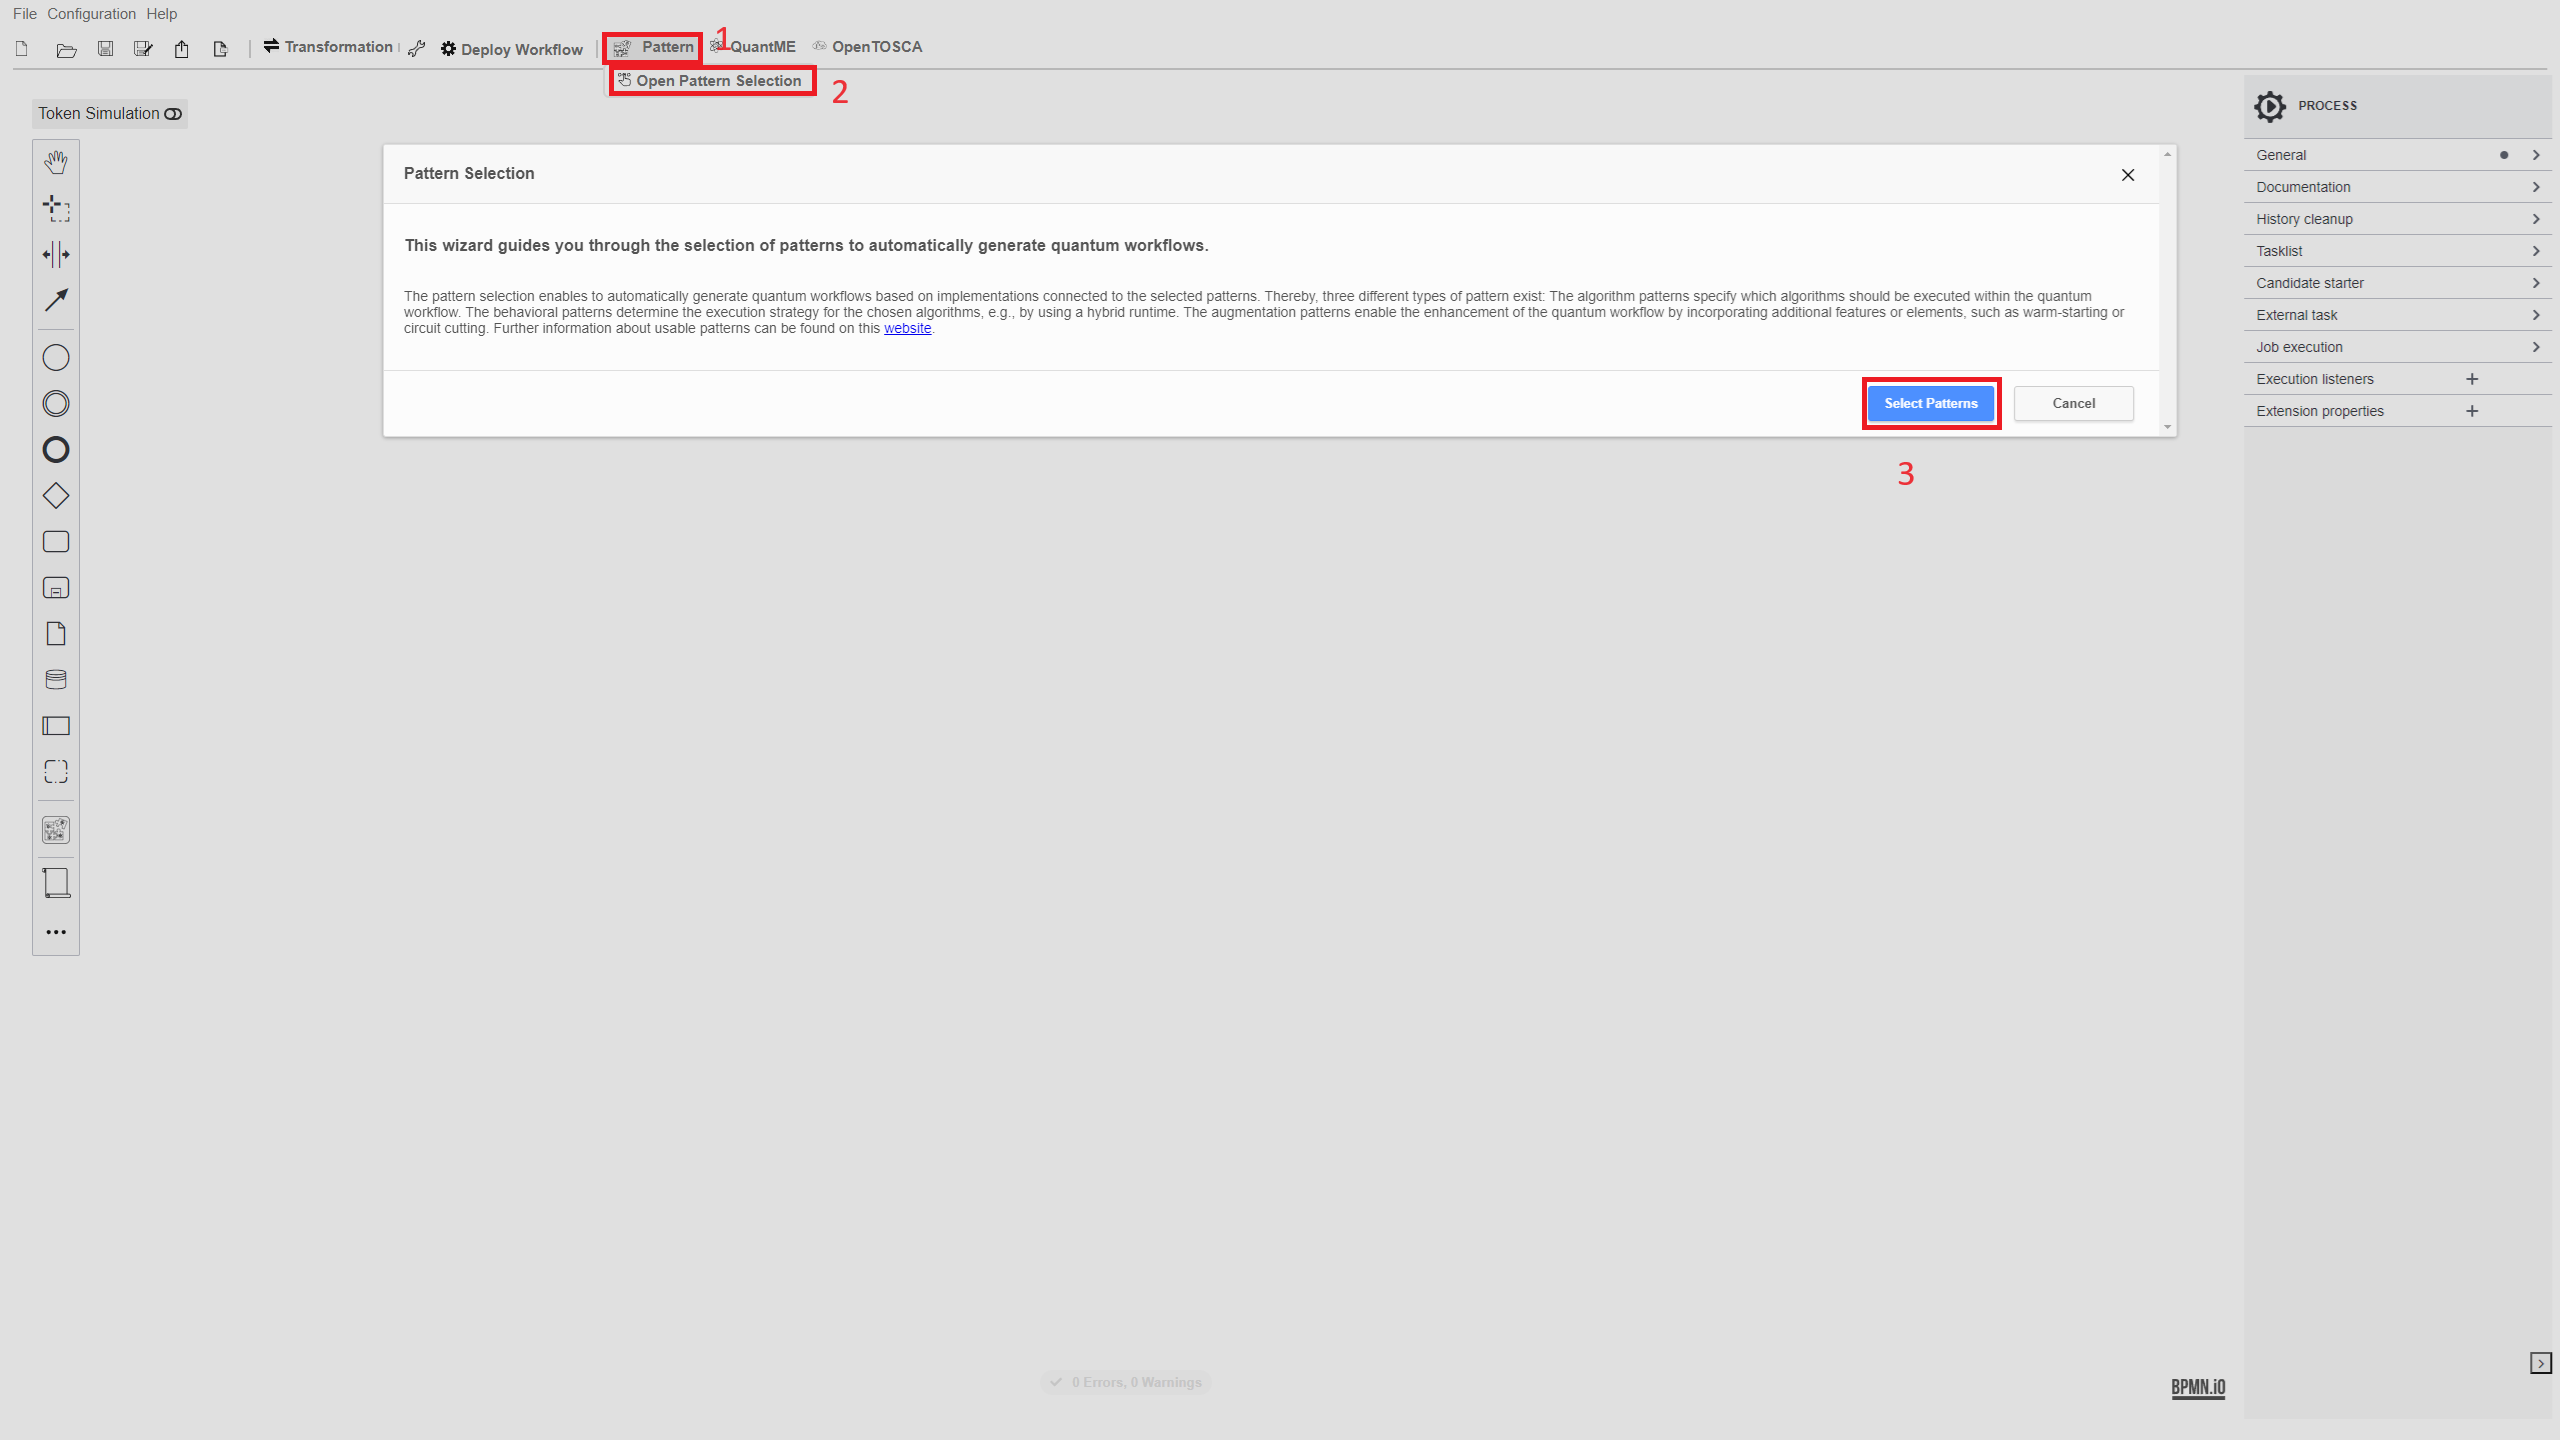 File Configuration Help
Transformation Deploy Workflow Pattern 1 QuantME OpenTOSCA
Open Pattern Selection 2
Token Simulation
PROCESS
Pattern Selection
General
Documentation
History cleanup
Tasklist
Candidate starter
External task
Job execution
Execution listeners
Extension properties
This wizard guides you through the selection of patterns to automatically generate quantum workflows.
The pattern selection enables to automatically generate quantum workflows based on implementations connected to the selected patterns. Thereby, three different types of pattern exist: The algorithm patterns specify which algorithms should be executed within the quantum
workflow. The behavioral patterns determine the execution strategy for the chosen algorithms, e.g., by using a hybrid runtime. The augmentation patterns enable the enhancement of the quantum workflow by incorporating additional features or elements, such as warm-starting or
circuit cutting. Further information about usable patterns can be found on this website.
Select Patterns Cancel
3
0 Errors, 0 Warnings
BPMN.iO